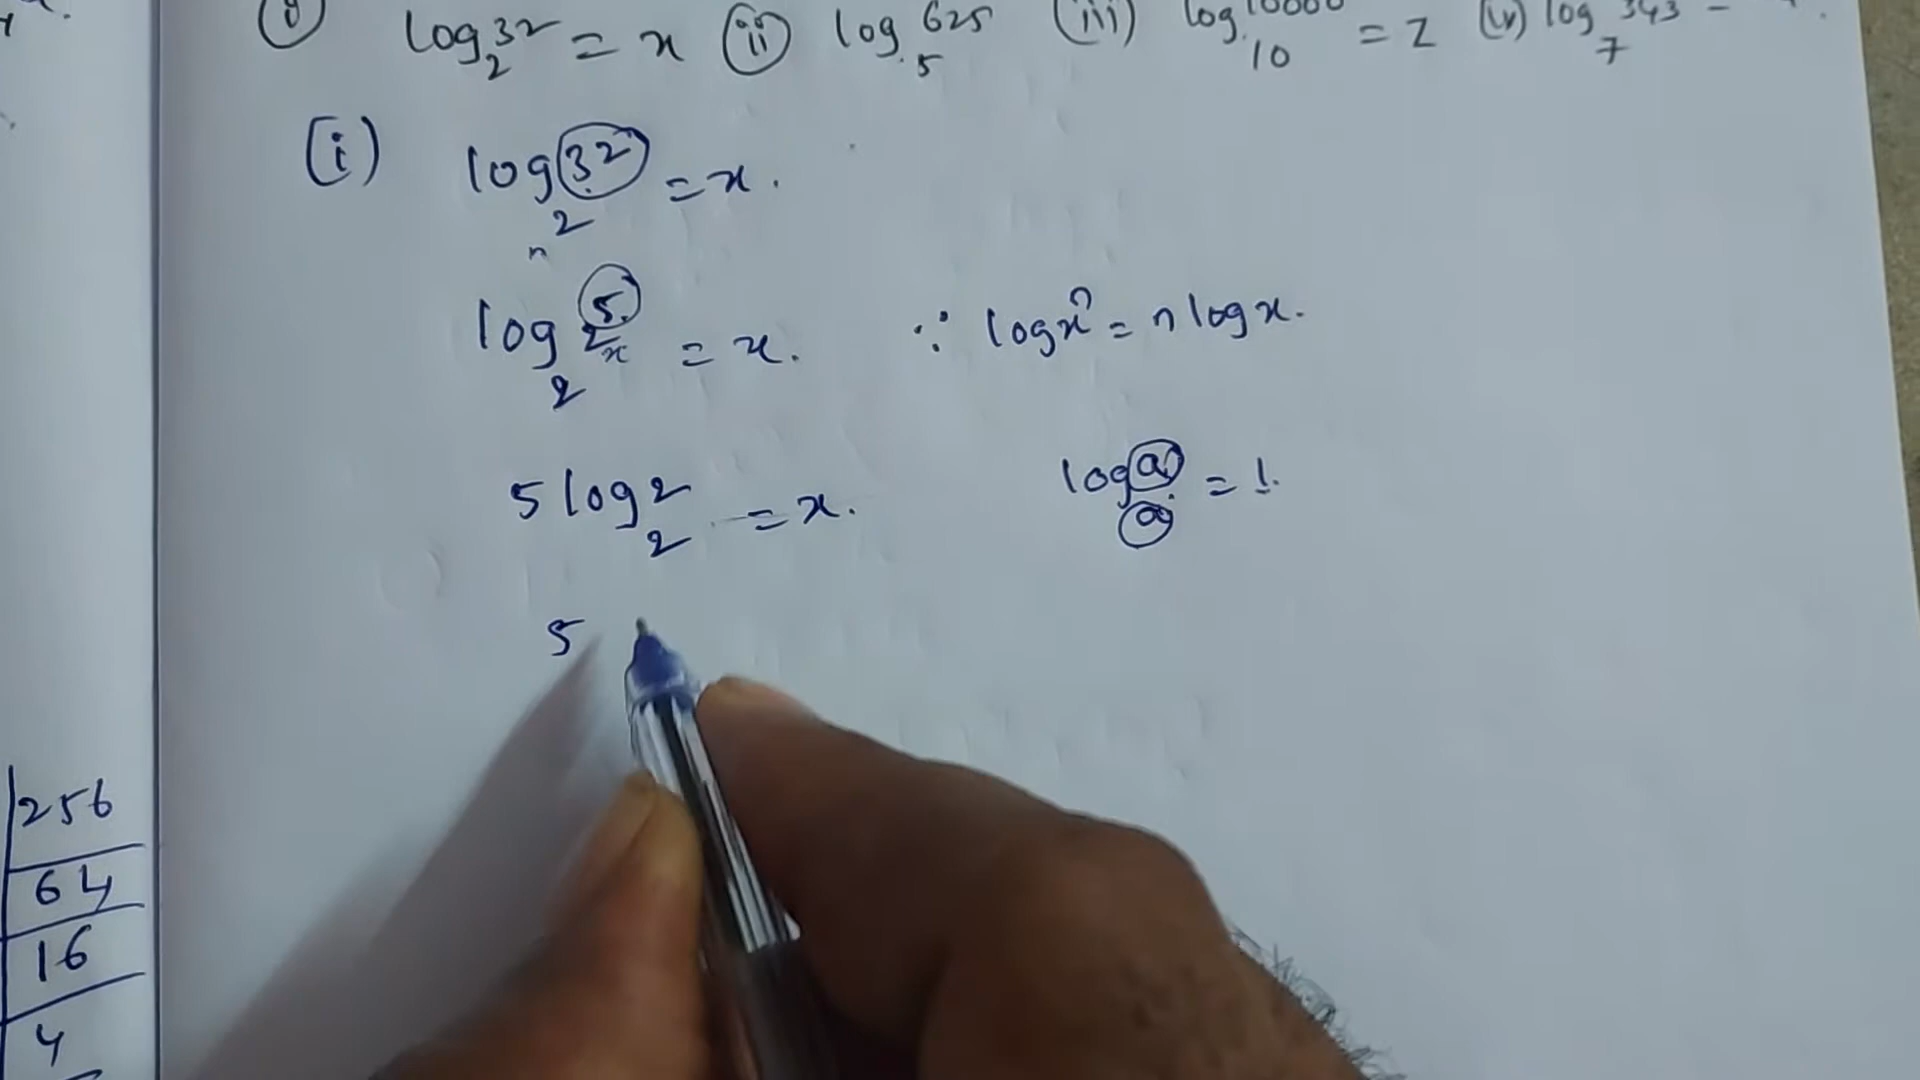 (i) log₂32 = x (ii) log₅625 (iii) log₁₀10000 = z (iv) log₇343 =
(i) log₂32 = x.
n
log₂2⁵ = x. ∵ log xⁿ = n log x.
x
5 log₂2 = x. logₐa = 1.
5
256
64
16
4